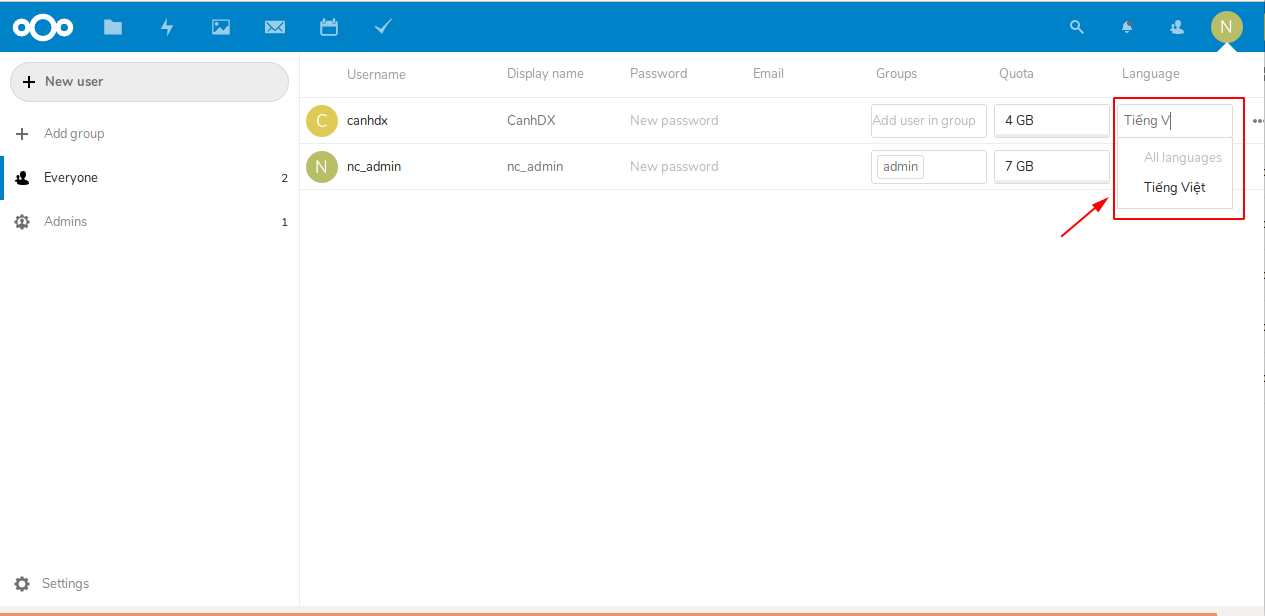 N
New user
Username Display name Password Email Groups Quota Language
Add group
C canhdx CanhDX New password Add user in group 4 GB Tiếng V
All languages
N nc_admin nc_admin New password admin 7 GB
Everyone 2
Tiếng Việt
Admins 1
Settings